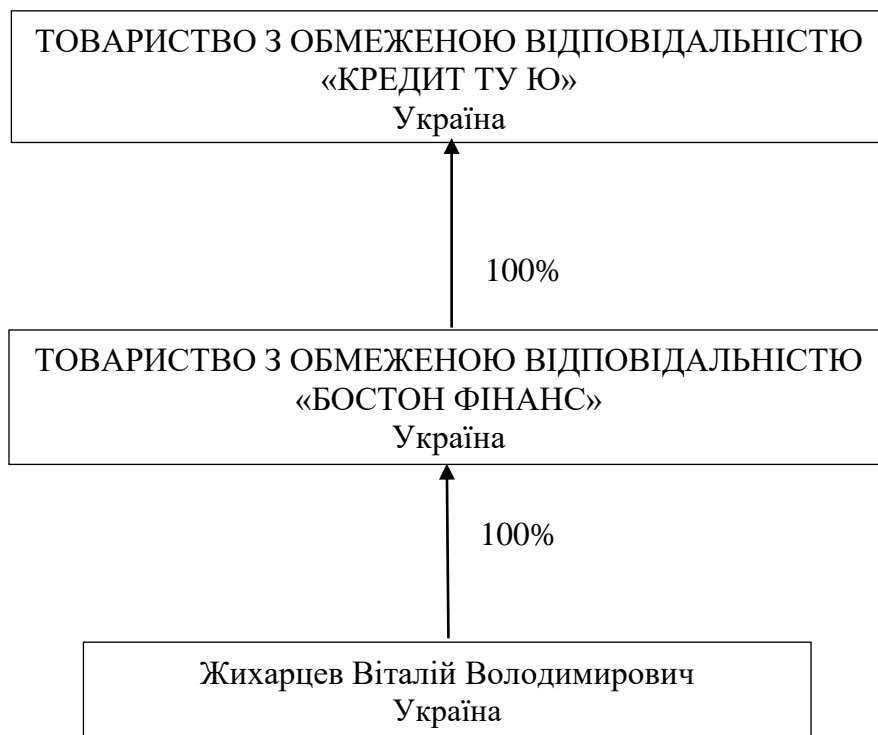 ТОВАРИСТВО З ОБМЕЖЕНОЮ ВІДПОВІДАЛЬНІСТЮ
«КРЕДИТ ТУ Ю»
Україна
100%
ТОВАРИСТВО З ОБМЕЖЕНОЮ ВІДПОВІДАЛЬНІСТЮ
«БОСТОН ФІНАНС»
Україна
100%
Жихарцев Віталій Володимирович
Україна